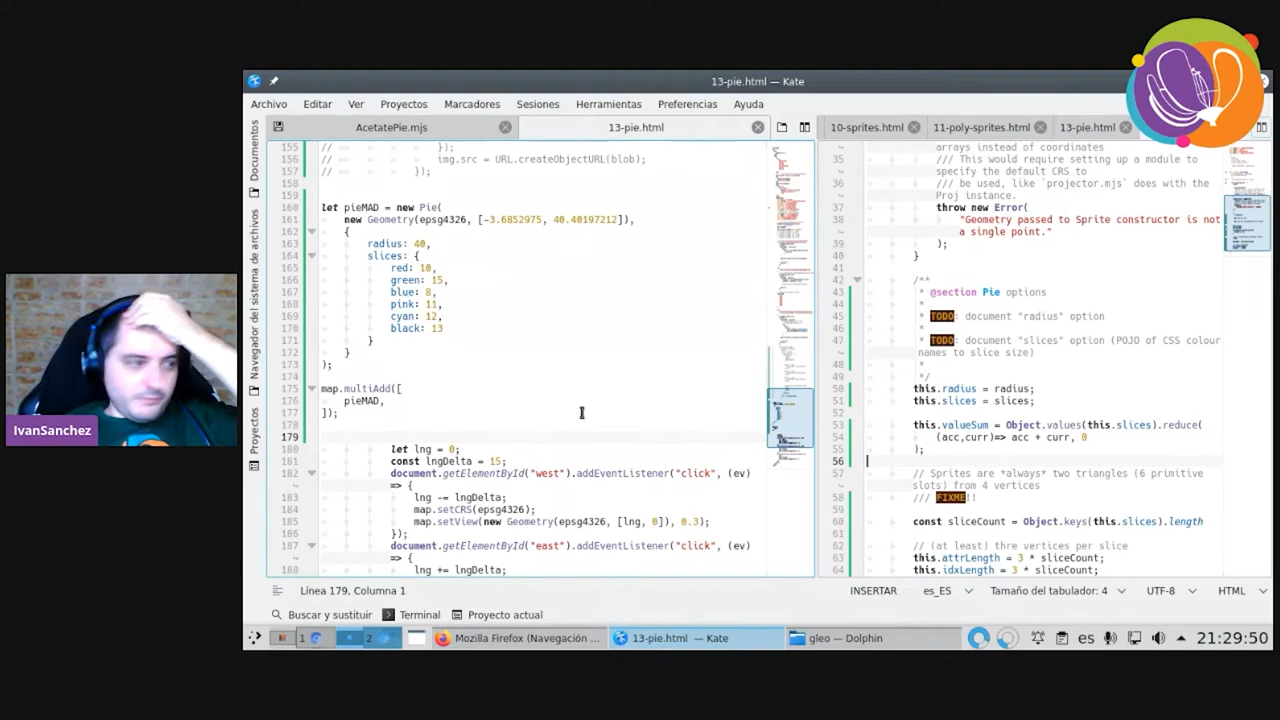 13-pie.html — Kate
Archivo Editar Ver Proyectos Marcadores Sesiones Herramientas Preferencias Ayuda
AcetatePie.mjs 13-pie.html
10-sprites.html 11-poly-sprites.html 13-pie.html
Documentos
Navegador del sistema de archivos
Proyectos
155 // });
156 // img.src = URL.createObjectURL(blob);
157 // });
158
159
160 let pieMAD = new Pie(
161 new Geometry(epsg4326, [-3.6852975, 40.40197212]),
162 {
163 radius: 40,
164 slices: {
165 red: 10,
166 green: 15,
167 blue: 8,
168 pink: 11,
169 cyan: 12,
170 black: 13
171 }
172 }
173 );
174
175 map.multiAdd([
176 pieMAD,
177 ]);
178
179
180 let lng = 0;
181 const lngDelta = 15;
182 document.getElementById("west").addEventListener("click", (ev)
=> {
183 lng -= lngDelta;
184 map.setCRS(epsg4326);
185 map.setView(new Geometry(epsg4326, [lng, 0]), 0.3);
186 });
187 document.getElementById("east").addEventListener("click", (ev)
=> {
188 lng += lngDelta;
arrays instead of coordinates
35 /// This would require setting up a module to
specify the default CRS to
36 /// be used, like `projector.mjs` does with the
Proj instance.
37 throw new Error(
38 "Geometry passed to Sprite constructor is not
a single point."
39 );
40 }
41
42 /**
43 * @section Pie options
44 *
45 * TODO: document "radius" option
46 *
47 * TODO: document "slices" option (POJO of CSS colour
names to slice size)
48 *
49 */
50 this.radius = radius;
51 this.slices = slices;
52
53 this.valueSum = Object.values(this.slices).reduce(
54 (acc,curr)=> acc + curr, 0
55 );
56
57 // Sprites are *always* two triangles (6 primitive
slots) from 4 vertices
58 /// FIXME!!
59
60 const sliceCount = Object.keys(this.slices).length
61
62 // (at least) thre vertices per slice
63 this.attrLength = 3 * sliceCount;
64 this.idxLength = 3 * sliceCount;
IvanSanchez
Línea 179, Columna 1 INSERTAR es_ES Tamaño del tabulador: 4 UTF-8 HTML
Buscar y sustituir Terminal Proyecto actual
1 2 Mozilla Firefox (Navegación ... 13-pie.html — Kate gleo — Dolphin es 21:29:50